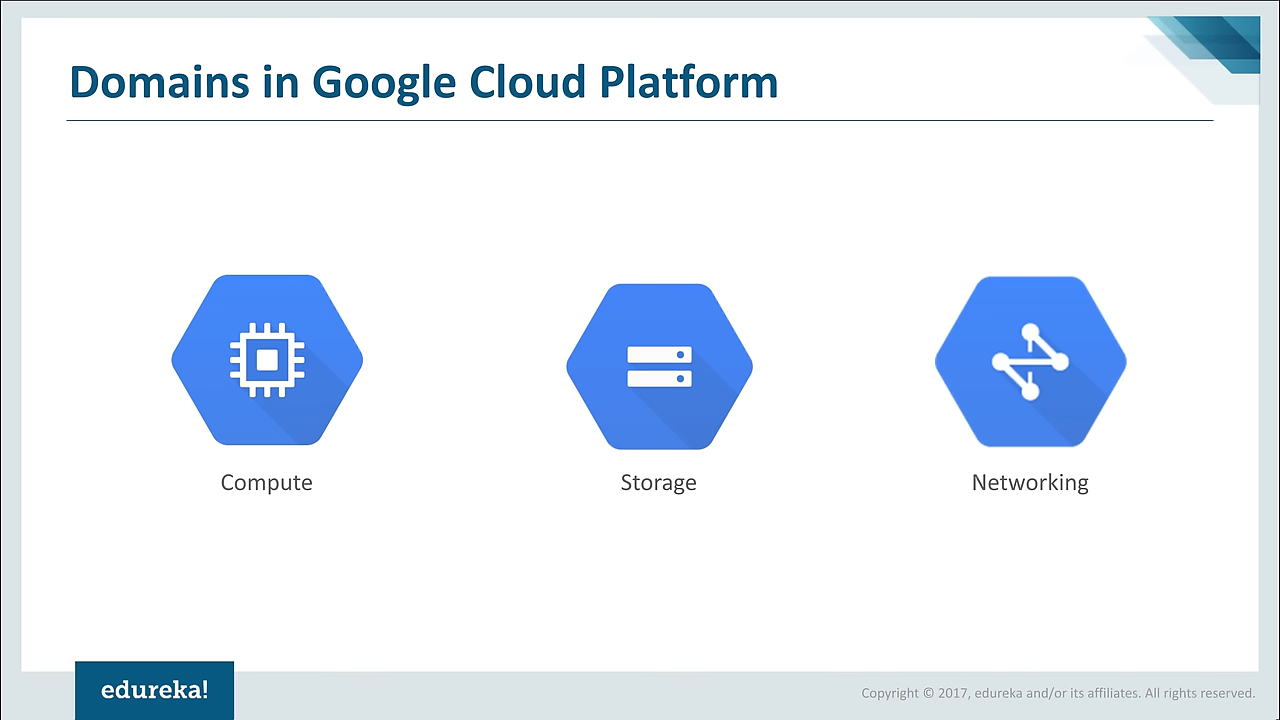 Domains in Google Cloud Platform
Compute
Storage
Networking
edureka!
Copyright © 2017, edureka and/or its affiliates. All rights reserved.